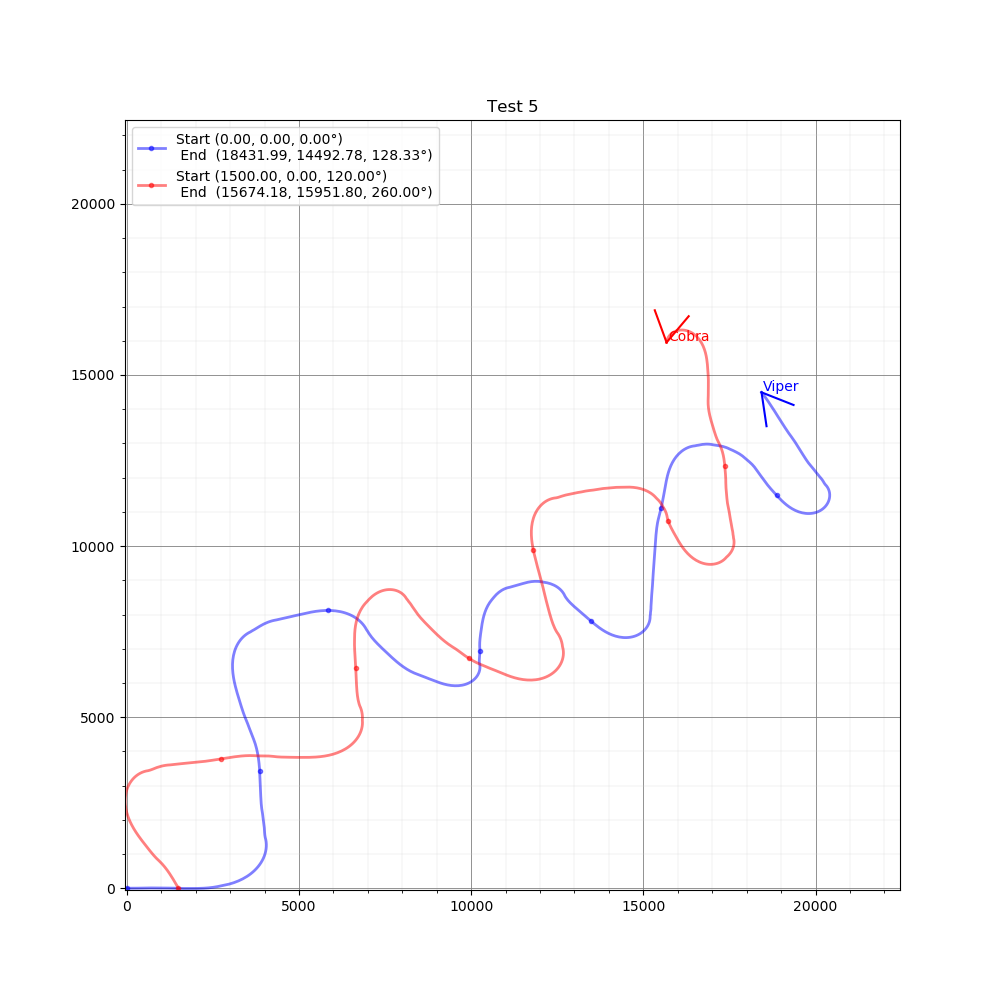 Test 5
Start (0.00, 0.00, 0.00°)
End (18431.99, 14492.78, 128.33°)
Start (1500.00, 0.00, 120.00°)
End (15674.18, 15951.80, 260.00°)
20000
15000
10000
5000
0
Cobra
Viper
0 5000 10000 15000 20000